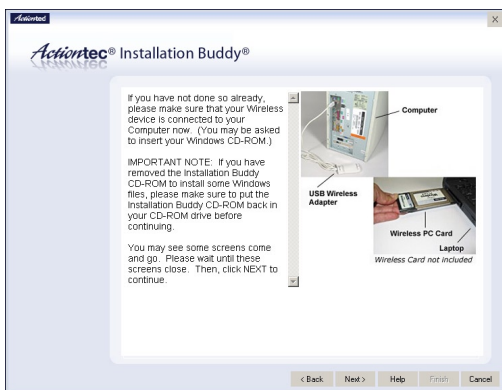 Actiontec
Actiontec® Installation Buddy®
If you have not done so already,
please make sure that your Wireless
device is connected to your
Computer now. (You may be asked
to insert your Windows CD-ROM.)
IMPORTANT NOTE: If you have
removed the Installation Buddy
CD-ROM to install some Windows
files, please make sure to put the
Installation Buddy CD-ROM back in
your CD-ROM drive before
continuing.
You may see some screens come
and go. Please wait until these
screens close. Then, click NEXT to
continue.
Computer
USB Wireless
Adapter
Wireless PC Card
Laptop
Wireless Card not included
< Back
Next >
Help
Finish
Cancel